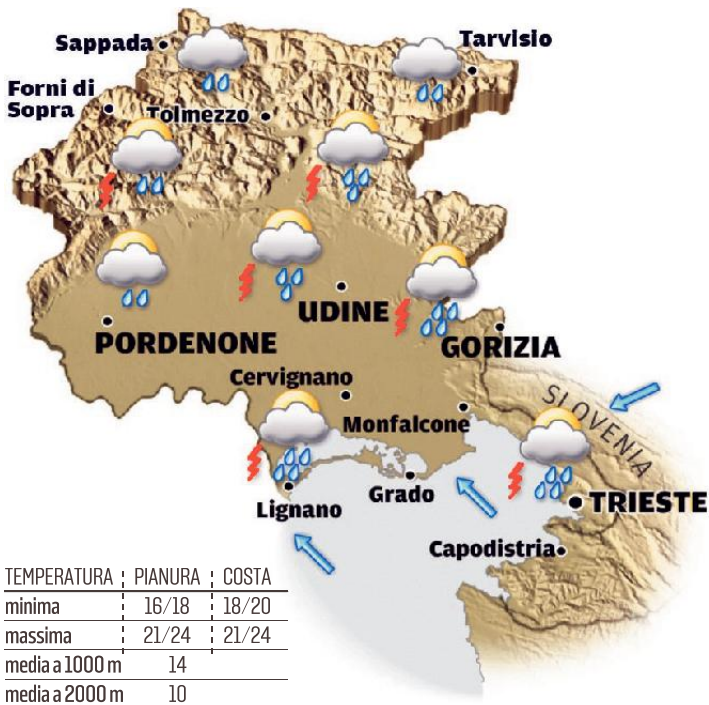 Sappada
Tarvisio
Forni di
Sopra
Tolmezzo
UDINE
PORDENONE
GORIZIA
Cervignano
SLOVENIA
Monfalcone
Grado
Lignano
TRIESTE
Capodistria
TEMPERATURA PIANURA COSTA
minima 16/18 18/20
massima 21/24 21/24
media a 1000 m 14
media a 2000 m 10